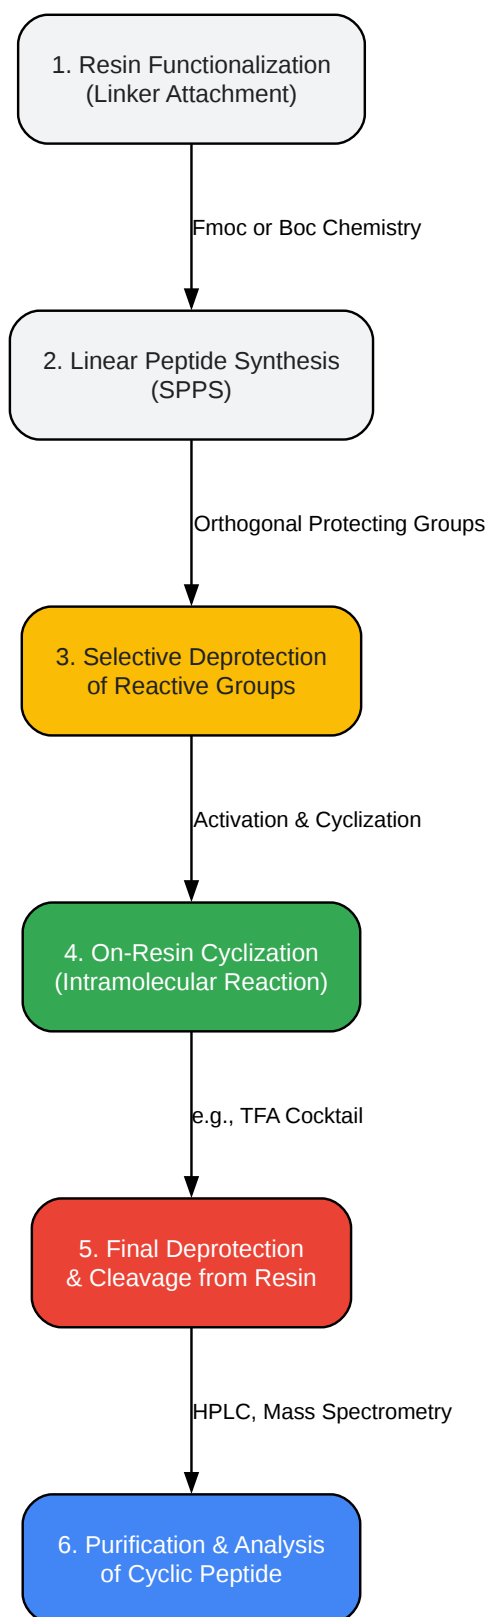 1. Resin Functionalization
(Linker Attachment)
Fmoc or Boc Chemistry
2. Linear Peptide Synthesis
(SPPS)
Orthogonal Protecting Groups
3. Selective Deprotection
of Reactive Groups
Activation & Cyclization
4. On-Resin Cyclization
(Intramolecular Reaction)
e.g., TFA Cocktail
5. Final Deprotection
& Cleavage from Resin
HPLC, Mass Spectrometry
6. Purification & Analysis
of Cyclic Peptide